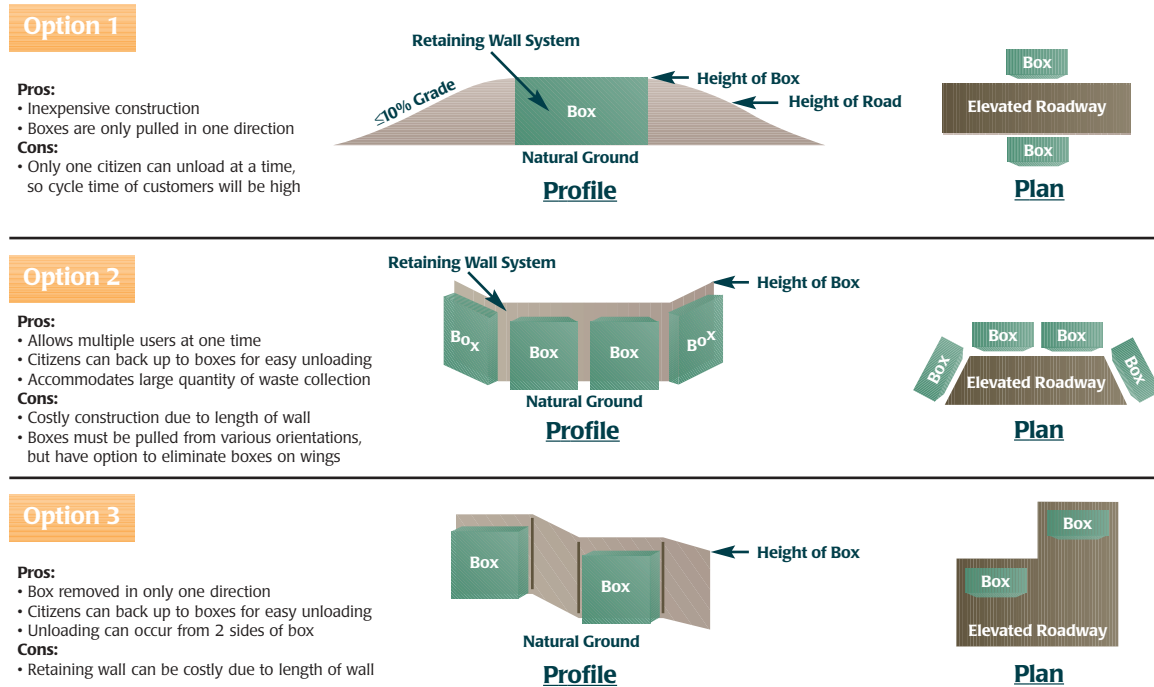 Option 1
Pros:
• Inexpensive construction
• Boxes are only pulled in one direction
Cons:
• Only one citizen can unload at a time,
so cycle time of customers will be high
Retaining Wall System
≤10% Grade
Box
Height of Box
Height of Road
Natural Ground
Profile
Box
Elevated Roadway
Box
Plan
Option 2
Pros:
• Allows multiple users at one time
• Citizens can back up to boxes for easy unloading
• Accommodates large quantity of waste collection
Cons:
• Costly construction due to length of wall
• Boxes must be pulled from various orientations,
but have option to eliminate boxes on wings
Retaining Wall System
Height of Box
Box
Box
Box
Box
Natural Ground
Profile
Box
Box
Box
Box
Elevated Roadway
Plan
Option 3
Pros:
• Box removed in only one direction
• Citizens can back up to boxes for easy unloading
• Unloading can occur from 2 sides of box
Cons:
• Retaining wall can be costly due to length of wall
Box
Box
Height of Box
Natural Ground
Profile
Box
Box
Elevated Roadway
Plan